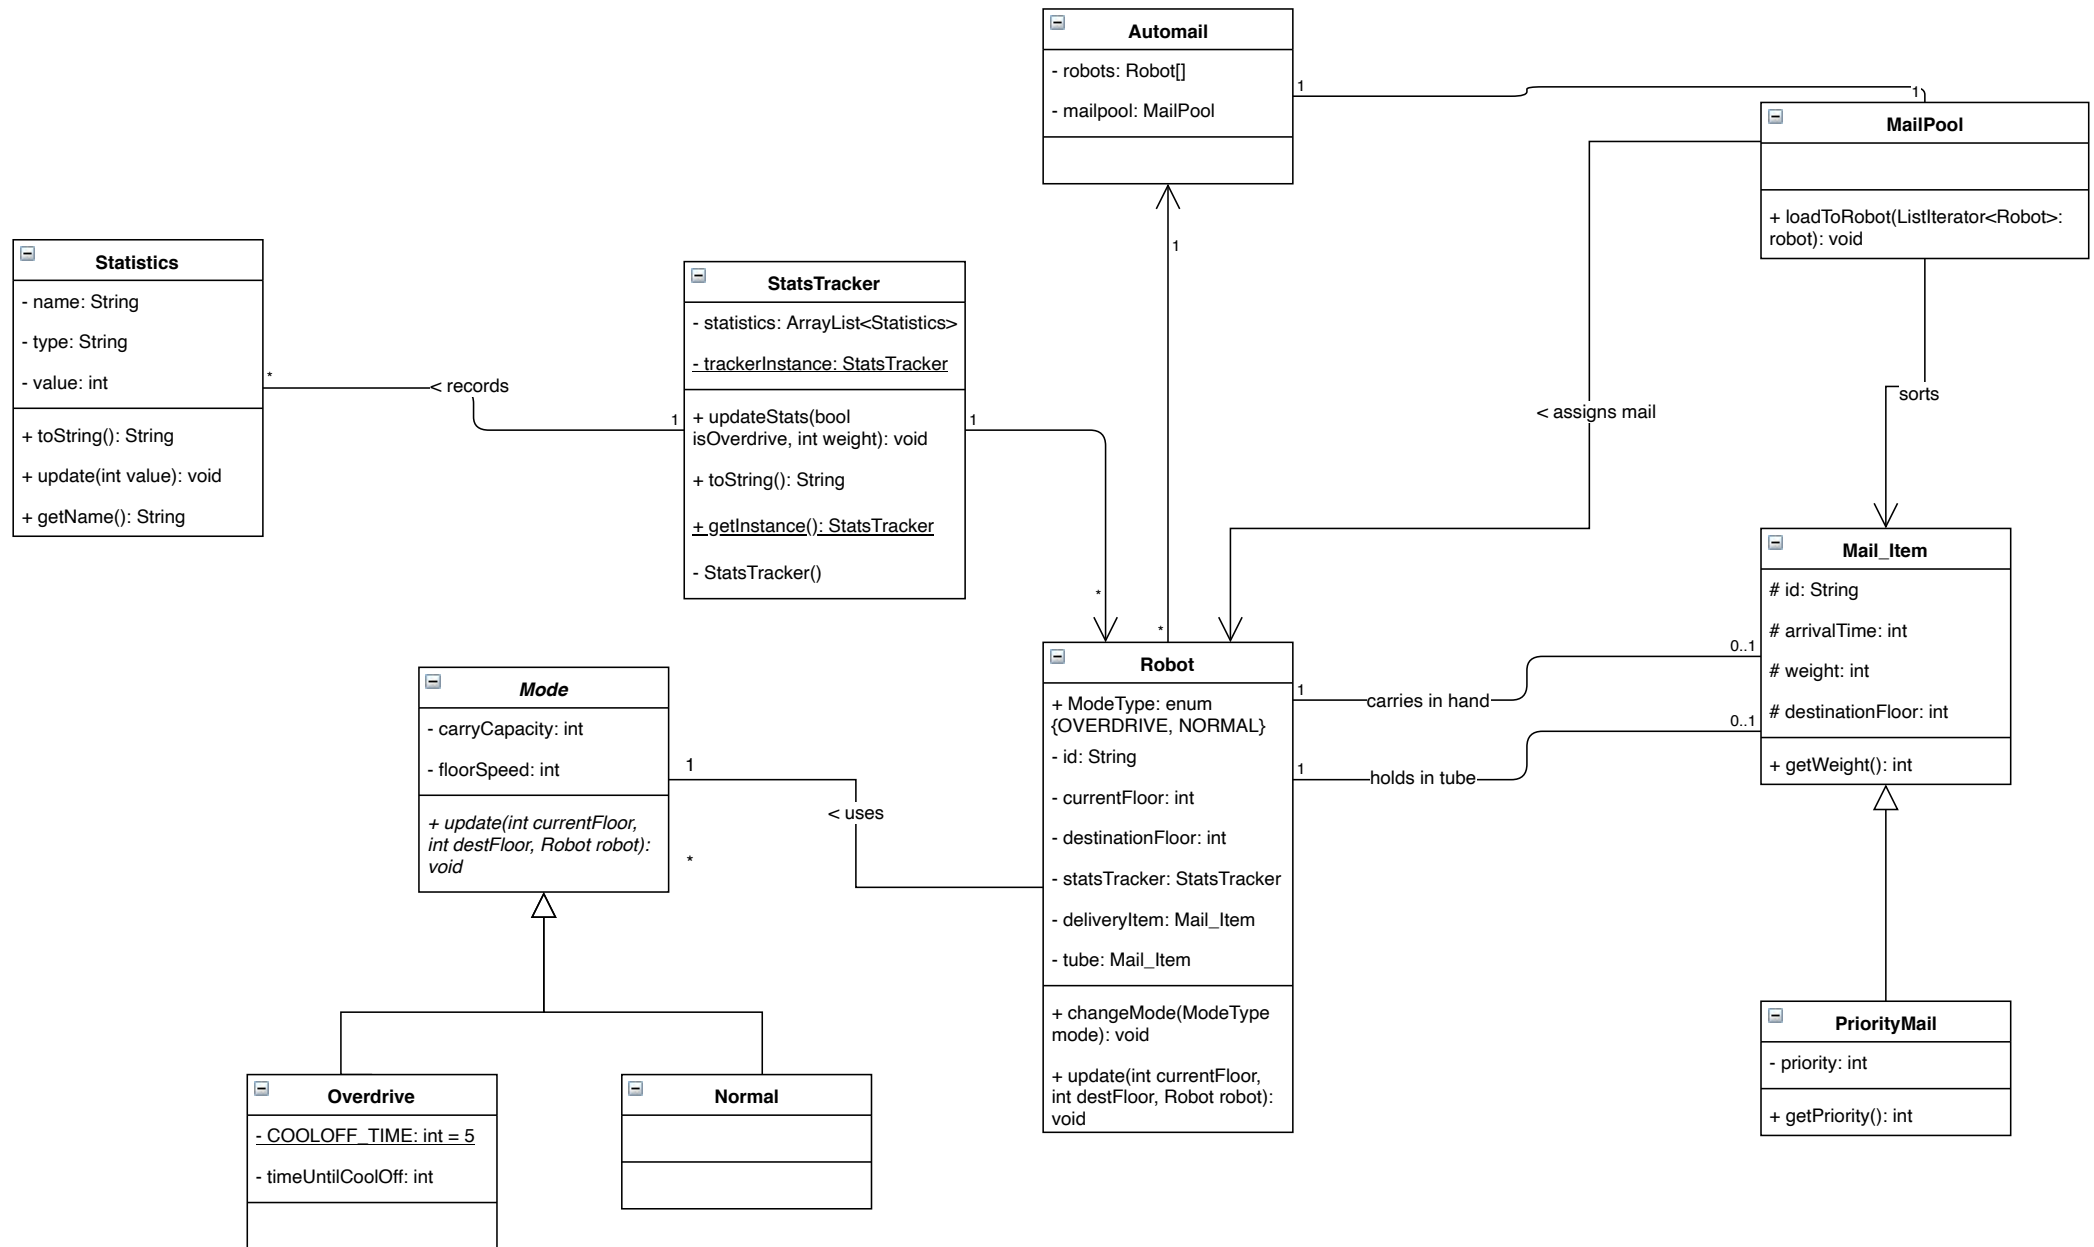 Automail
- robots: Robot[]
- mailpool: MailPool
1
1
MailPool
+ loadToRobot(ListIterator<Robot>:
robot): void
Statistics
- name: String
- type: String
- value: int
+ toString(): String
+ update(int value): void
+ getName(): String
*
< records
1
StatsTracker
- statistics: ArrayList<Statistics>
- trackerInstance: StatsTracker
+ updateStats(bool
isOverdrive, int weight): void
+ toString(): String
+ getInstance(): StatsTracker
- StatsTracker()
1
*
1
*
< assigns mail
sorts
Mail_Item
# id: String
# arrivalTime: int
# weight: int
# destinationFloor: int
+ getWeight(): int
Mode
- carryCapacity: int
- floorSpeed: int
+ update(int currentFloor,
int destFloor, Robot robot):
void
1
*
< uses
Robot
+ ModeType: enum
{OVERDRIVE, NORMAL}
- id: String
- currentFloor: int
- destinationFloor: int
- statsTracker: StatsTracker
- deliveryItem: Mail_Item
- tube: Mail_Item
+ changeMode(ModeType
mode): void
+ update(int currentFloor,
int destFloor, Robot robot):
void
1
carries in hand
0..1
1
holds in tube
0..1
Overdrive
- COOLOFF_TIME: int = 5
- timeUntilCoolOff: int
Normal
PriorityMail
- priority: int
+ getPriority(): int